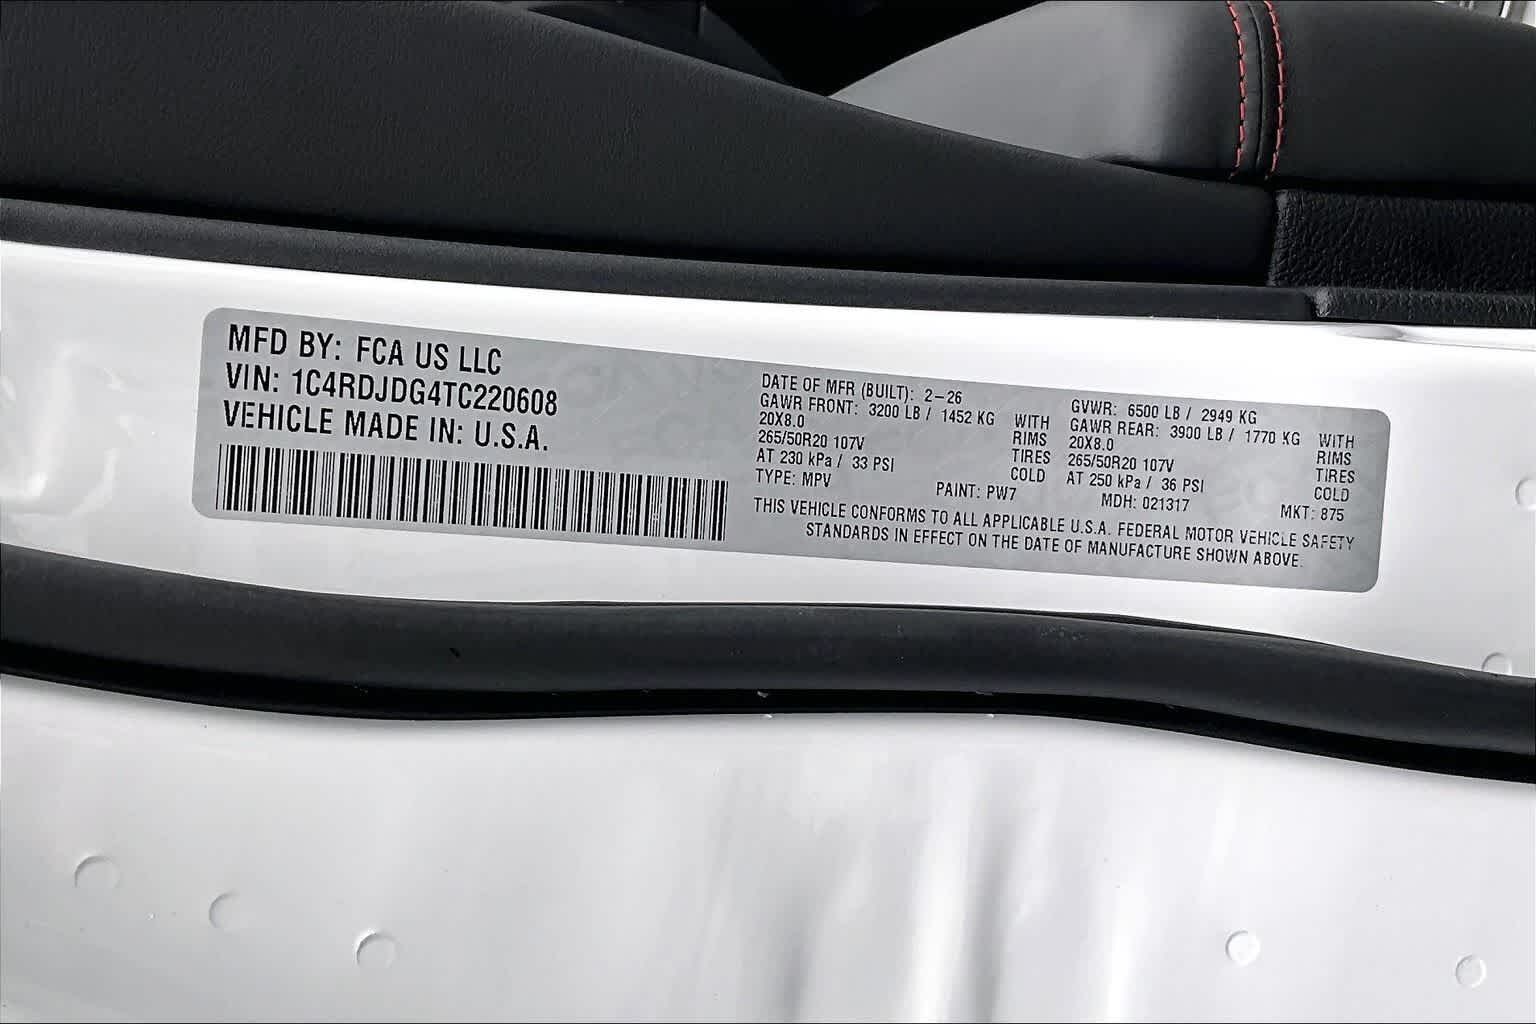 MFD BY: FCA US LLC
VIN: 1C4RDJDG4TC220608
VEHICLE MADE IN: U.S.A.
DATE OF MFR (BUILT): 2-26
GAWR FRONT: 3200 LB / 1452 KG WITH
20X8.0 RIMS
265/50R20 107V TIRES
AT 230 kPa / 33 PSI COLD
TYPE: MPV PAINT: PW7
GVWR: 6500 LB / 2949 KG
GAWR REAR: 3900 LB / 1770 KG WITH
20X8.0 RIMS
265/50R20 107V TIRES
AT 250 kPa / 36 PSI COLD
MDH: 021317 MKT: 875
THIS VEHICLE CONFORMS TO ALL APPLICABLE U.S.A. FEDERAL MOTOR VEHICLE SAFETY
STANDARDS IN EFFECT ON THE DATE OF MANUFACTURE SHOWN ABOVE.